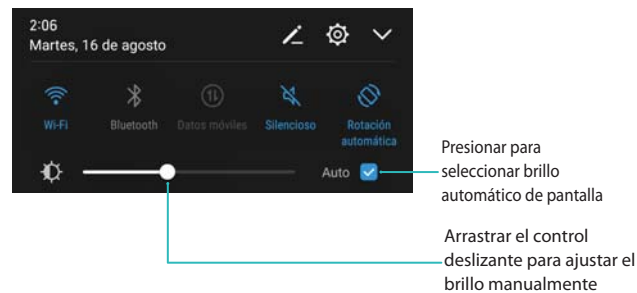 2:06
Martes, 16 de agosto
Wi-Fi
Bluetooth
Datos móviles
Silencioso
Rotación
automática
Auto
Presionar para
seleccionar brillo
automático de pantalla
Arrastrar el control
deslizante para ajustar el
brillo manualmente